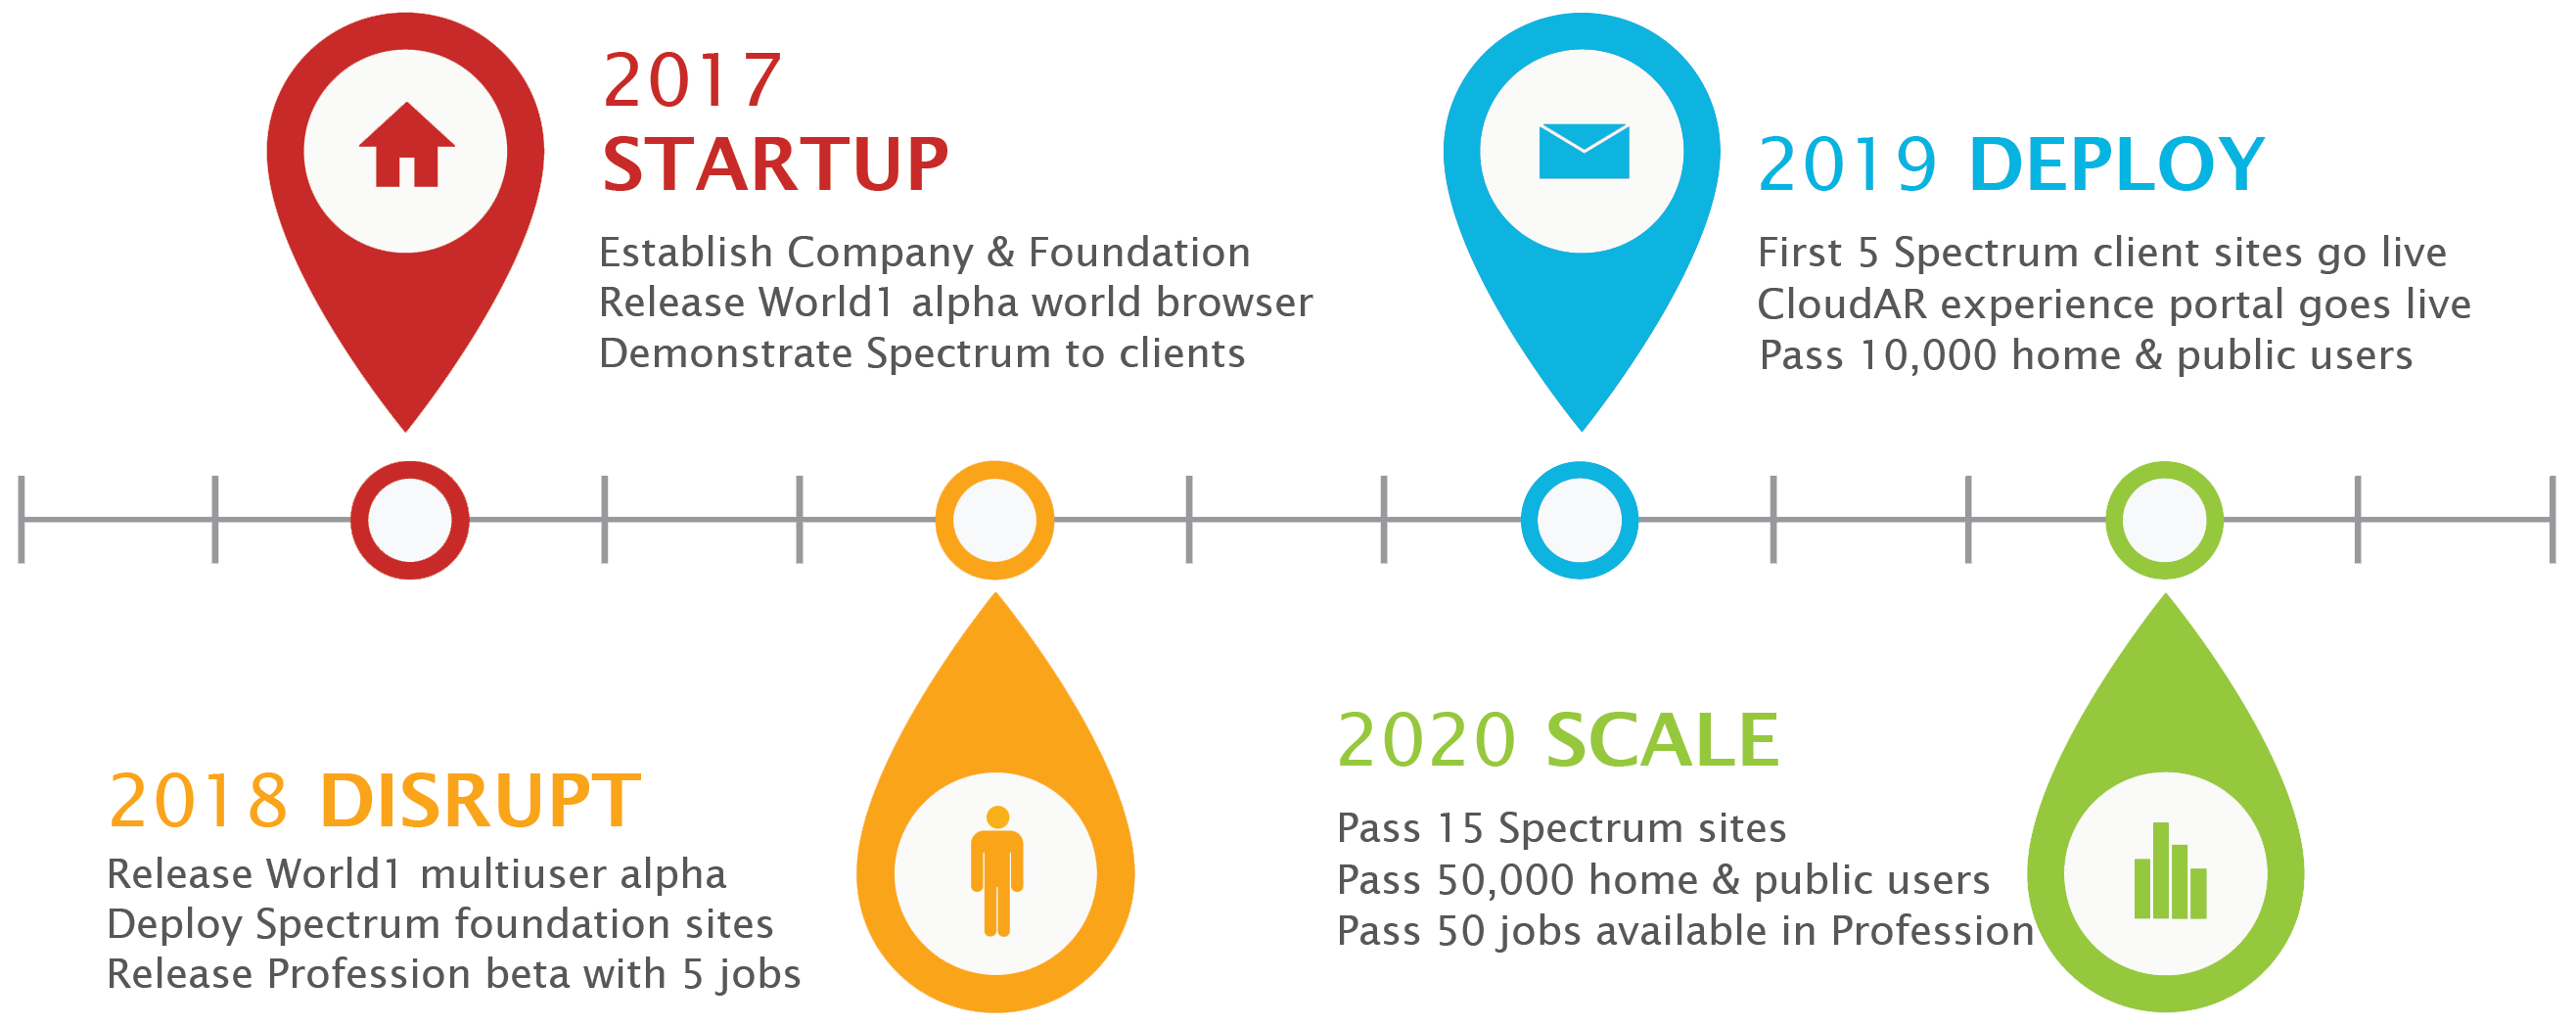 2017
STARTUP
Establish Company & Foundation
Release World1 alpha world browser
Demonstrate Spectrum to clients
2018 DISRUPT
Release World1 multiuser alpha
Deploy Spectrum foundation sites
Release Profession beta with 5 jobs
2019 DEPLOY
First 5 Spectrum client sites go live
CloudAR experience portal goes live
Pass 10,000 home & public users
2020 SCALE
Pass 15 Spectrum sites
Pass 50,000 home & public users
Pass 50 jobs available in Profession